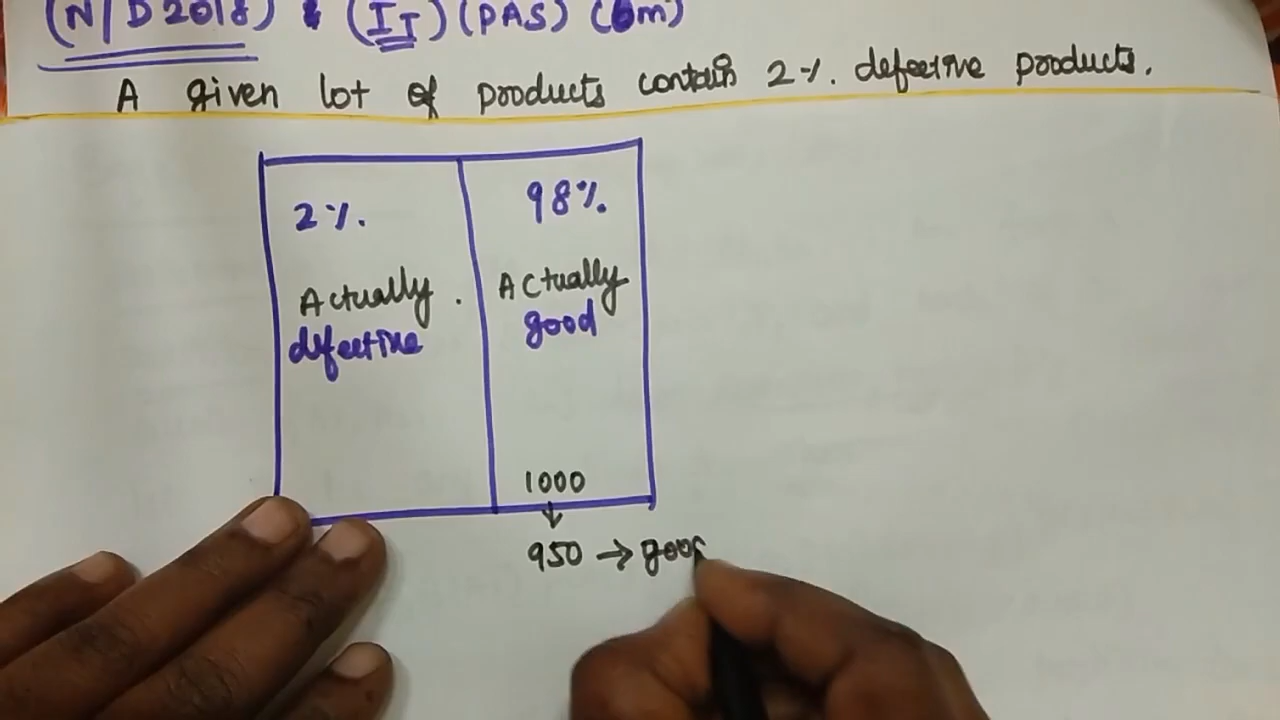 (N/D 2018) & (IT) (PAS) (6m)
A given lot of products contain 2%. defective products.
2%.
98%.
Actually
defective
Actually
good
1000
950 → good